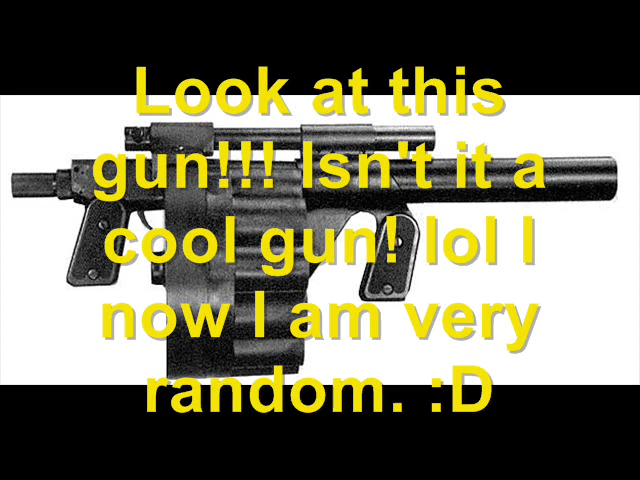 Look at this
gun!!! Isn't it a
cool gun! lol I
now I am very
random. :D